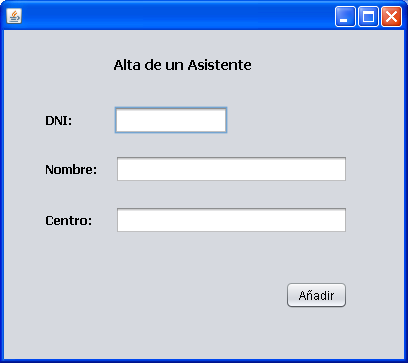 Alta de un Asistente
DNI:
Nombre:
Centro:
Añadir